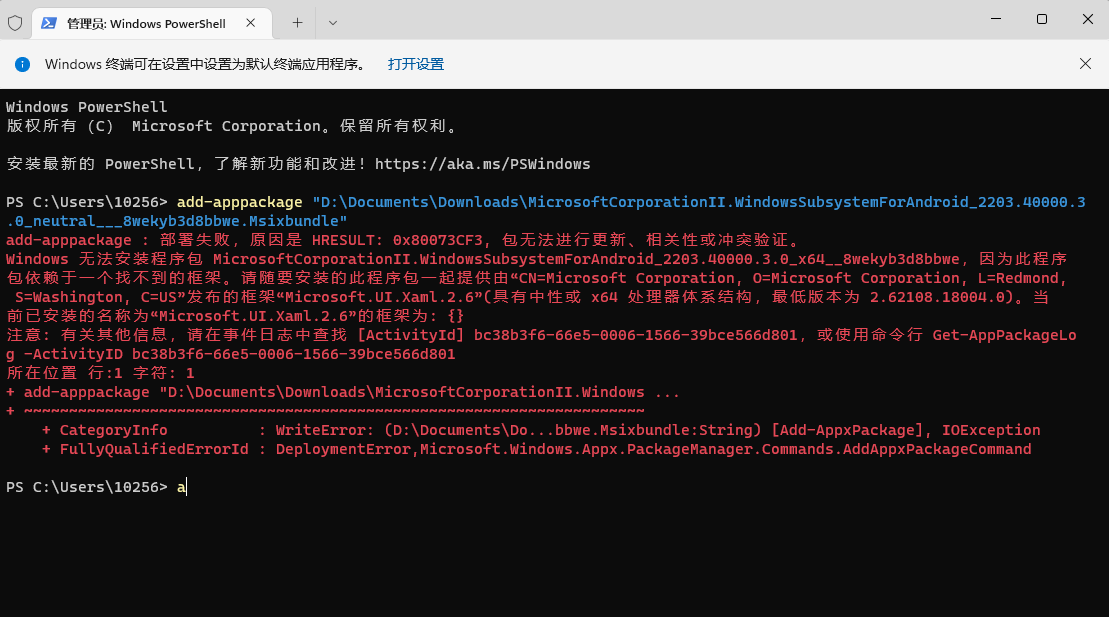 管理员: Windows PowerShell
Windows 终端可在设置中设置为默认终端应用程序。 打开设置
Windows PowerShell
版权所有 (C)  Microsoft Corporation。保留所有权利。
安装最新的 PowerShell，了解新功能和改进！https://aka.ms/PSWindows
PS C:\Users\10256> add-apppackage "D:\Documents\Downloads\MicrosoftCorporationII.WindowsSubsystemForAndroid_2203.40000.3
.0_neutral___8wekyb3d8bbwe.Msixbundle"
add-apppackage : 部署失败，原因是 HRESULT: 0x80073CF3, 包无法进行更新、相关性或冲突验证。
Windows 无法安装程序包 MicrosoftCorporationII.WindowsSubsystemForAndroid_2203.40000.3.0_x64__8wekyb3d8bbwe，因为此程序
包依赖于一个找不到的框架。请随要安装的此程序包一起提供由“CN=Microsoft Corporation, O=Microsoft Corporation, L=Redmond,
 S=Washington, C=US”发布的框架“Microsoft.UI.Xaml.2.6”(具有中性或 x64 处理器体系结构，最低版本为 2.62108.18004.0)。当
前已安装的名称为“Microsoft.UI.Xaml.2.6”的框架为: {}
注意: 有关其他信息，请在事件日志中查找 [ActivityId] bc38b3f6-66e5-0006-1566-39bce566d801，或使用命令行 Get-AppPackageLo
g -ActivityID bc38b3f6-66e5-0006-1566-39bce566d801
所在位置 行:1 字符: 1
+ add-apppackage "D:\Documents\Downloads\MicrosoftCorporationII.Windows ...
+ ~~~~~~~~~~~~~~~~~~~~~~~~~~~~~~~~~~~~~~~~~~~~~~~~~~~~~~~~~~~~~~~~~~~~~
    + CategoryInfo          : WriteError: (D:\Documents\Do...bbwe.Msixbundle:String) [Add-AppxPackage], IOException
    + FullyQualifiedErrorId : DeploymentError,Microsoft.Windows.Appx.PackageManager.Commands.AddAppxPackageCommand
PS C:\Users\10256> a